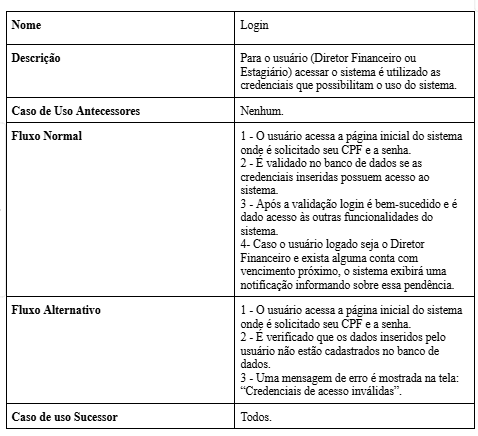 Nome
Login
Descrição
Para o usuário (Diretor Financeiro ou
Estagiário) acessar o sistema é utilizado as
credenciais que possibilitam o uso do sistema.
Caso de Uso Antecessores
Nenhum.
Fluxo Normal
1 - O usuário acessa a página inicial do sistema
onde é solicitado seu CPF e a senha.
2 - É validado no banco de dados se as
credenciais inseridas possuem acesso ao
sistema.
3 - Após a validação login é bem-sucedido e é
dado acesso às outras funcionalidades do
sistema.
4- Caso o usuário logado seja o Diretor
Financeiro e exista alguma conta com
vencimento próximo, o sistema exibirá uma
notificação informando sobre essa pendência.
Fluxo Alternativo
1 - O usuário acessa a página inicial do sistema
onde é solicitado seu CPF e a senha.
2 - É verificado que os dados inseridos pelo
usuário não estão cadastrados no banco de
dados.
3 - Uma mensagem de erro é mostrada na tela:
“Credenciais de acesso inválidas”.
Caso de uso Sucessor
Todos.